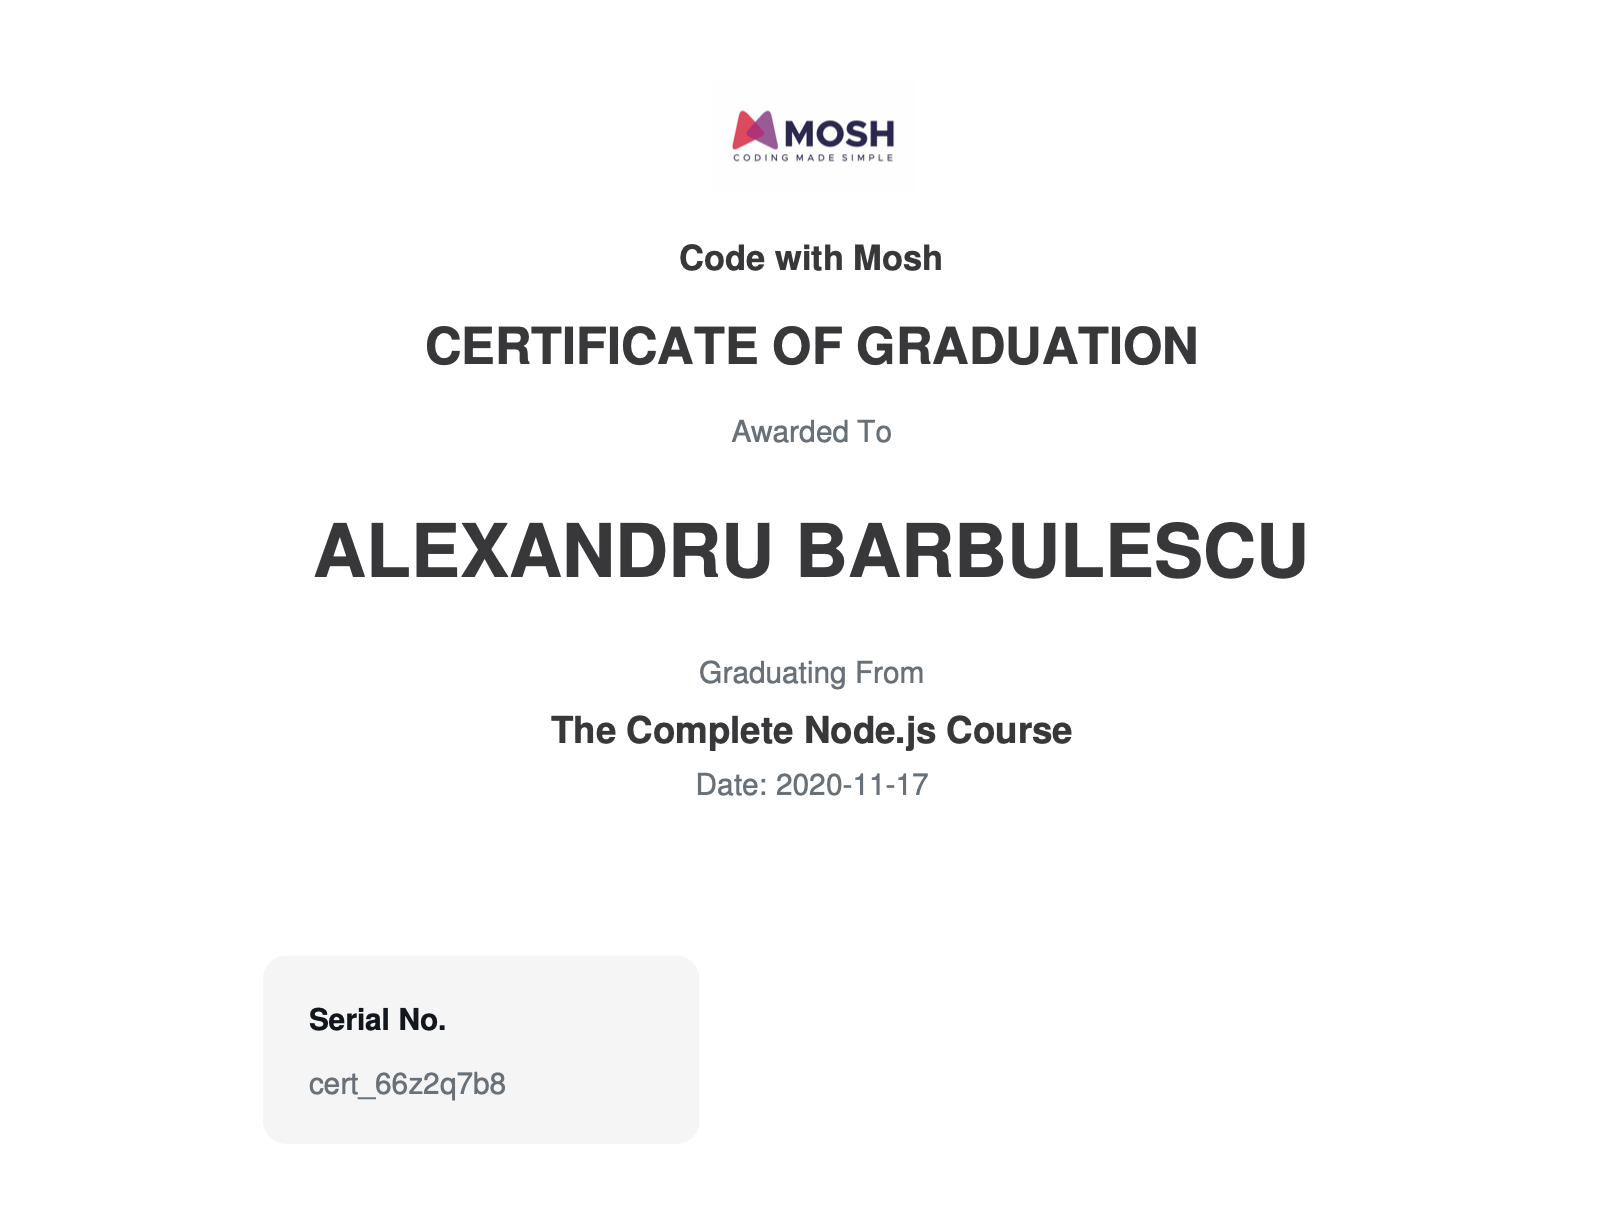 MOSH
CODING MADE SIMPLE
Code with Mosh
CERTIFICATE OF GRADUATION
Awarded To
ALEXANDRU BARBULESCU
Graduating From
The Complete Node.js Course
Date: 2020-11-17
Serial No.
cert_66z2q7b8